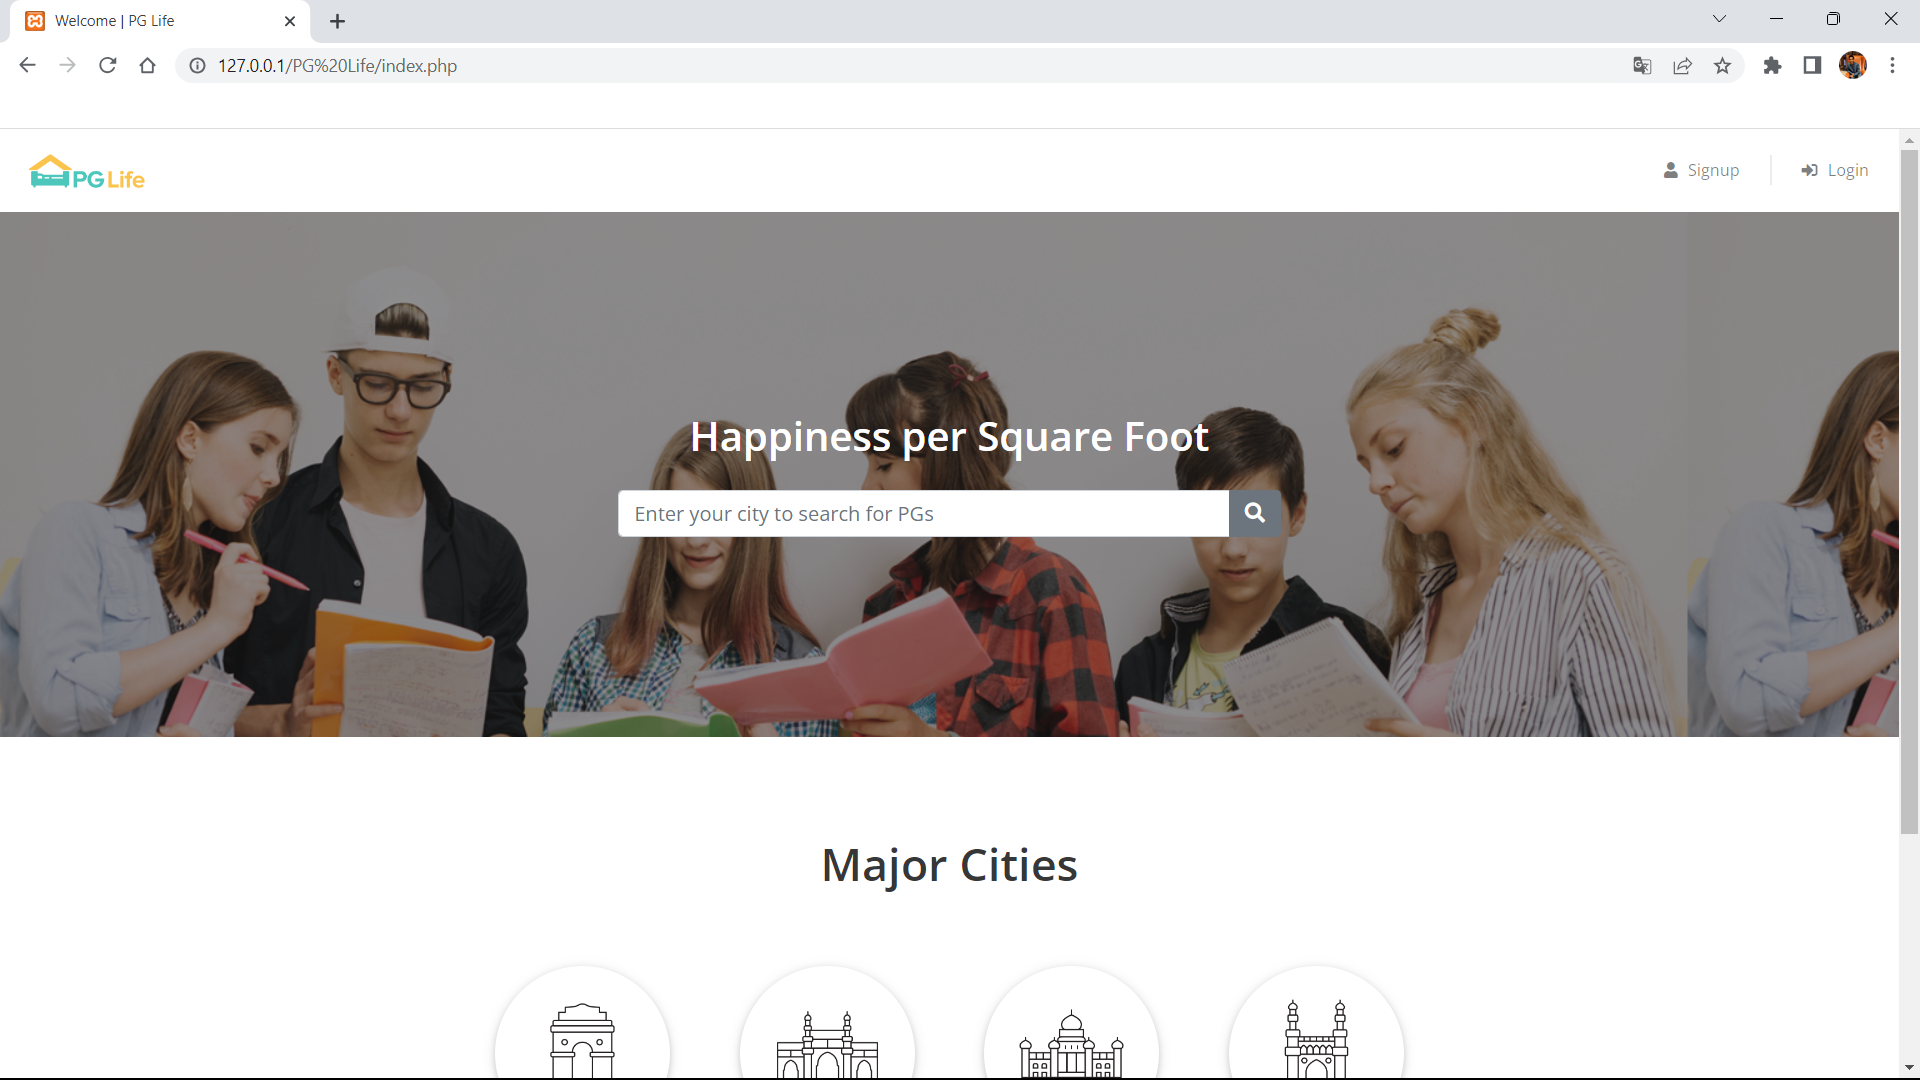 Welcome | PG Life
127.0.0.1/PG%20Life/index.php
PG Life
Signup
Login
Happiness per Square Foot
Enter your city to search for PGs
Major Cities